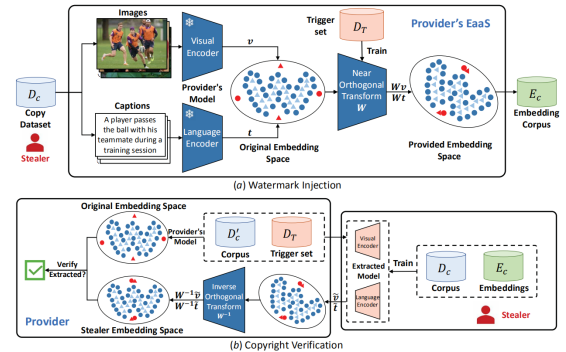 Images
Visual
Encoder
v
Trigger
set
D_T
Provider's EaaS
Train
D_c
Copy
Dataset
Stealer
Provider's
Model
Near
Orthogonal
Transform
W
Wv
Wt
E_c
Embedding
Corpus
Captions
A player passes
the ball with his
teammate during a
training session
Language
Encoder
t
Original Embedding
Space
Provided Embedding
Space
(a) Watermark Injection
Original Embedding Space
Provider's
Model
D'_c
Corpus
D_T
Trigger set
Visual
Encoder
Extracted
Model
Language
Encoder
Train
D_c
Corpus
E_c
Embeddings
Stealer
Verify
Extracted?
W⁻¹ṽ
W⁻¹t̃
Inverse
Orthogonal
Transform
W⁻¹
ṽ
t̃
Provider
Stealer Embedding Space
(b) Copyright Verification